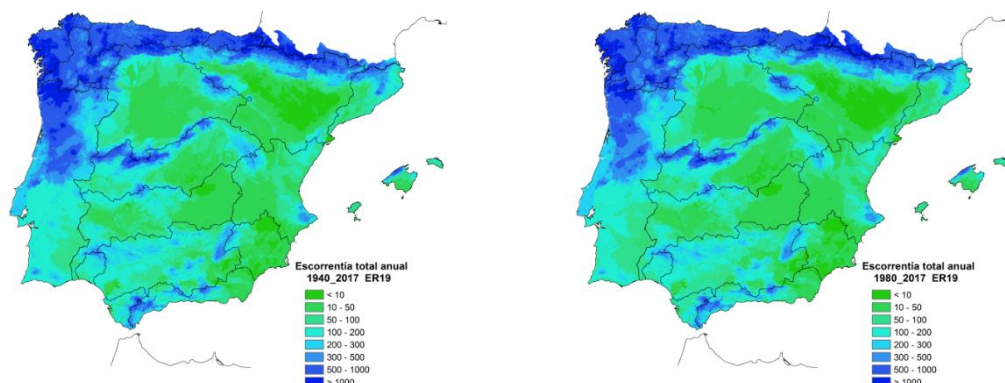 Escorrentía total anual
1940_2017 ER19
< 10
10 - 50
50 - 100
100 - 200
200 - 300
300 - 500
500 - 1000
> 1000
Escorrentía total anual
1980_2017 ER19
< 10
10 - 50
50 - 100
100 - 200
200 - 300
300 - 500
500 - 1000
> 1000